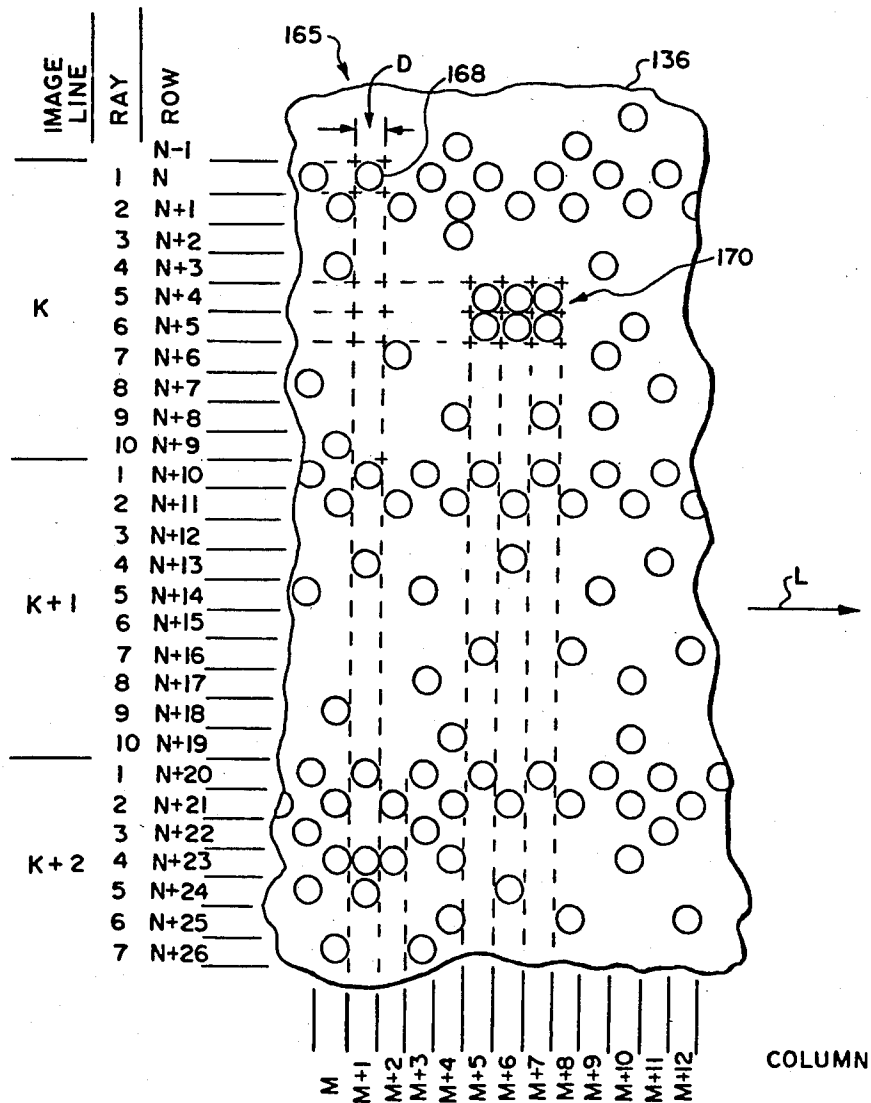 165
D
168
136
IMAGE LINE
RAY
ROW
N-1
1 N
2 N+1
3 N+2
4 N+3
170
5 N+4
K
6 N+5
7 N+6
8 N+7
9 N+8
10 N+9
1 N+10
2 N+11
3 N+12
4 N+13
5 N+14
K+1
L
6 N+15
7 N+16
8 N+17
9 N+18
10 N+19
1 N+20
2 N+21
3 N+22
K+2 4 N+23
5 N+24
6 N+25
7 N+26
M M+1 M+2 M+3 M+4 M+5 M+6 M+7 M+8 M+9 M+10 M+11 M+12
COLUMN